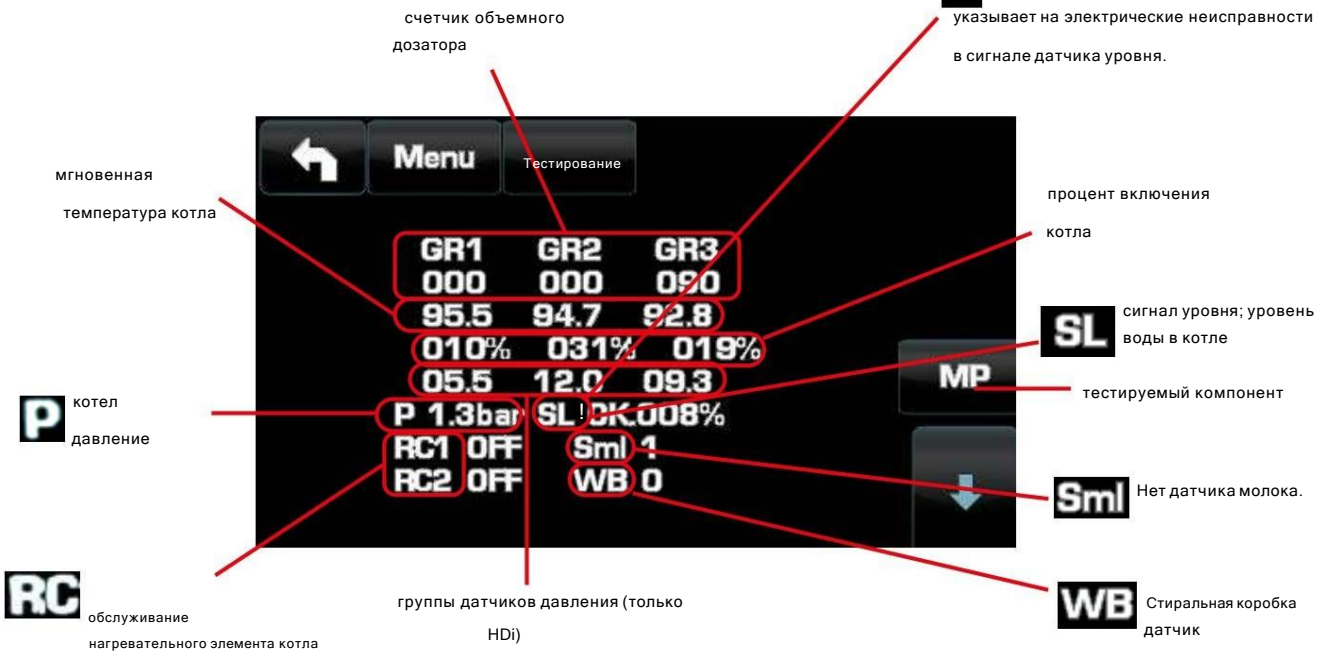 счетчик объемного
дозатора
указывает на электрические неисправности
в сигнале датчика уровня.
Menu
Тестирование
мгновенная
температура котла
процент включения
котла
GR1 GR2 GR3
000 000 090
95.5 94.7 92.8
010% 031% 019%
05.5 12.0 09.3
P 1.3bar SL ! OK.008%
RC1 OFF Sml 1
RC2 OFF WB 0
MP
SL
сигнал уровня; уровень
воды в котле
тестируемый компонент
P
котел
давление
Sml
Нет датчика молока.
RC
обслуживание
нагревательного элемента котла
группы датчиков давления (только
HDi)
WB
Стиральная коробка
датчик